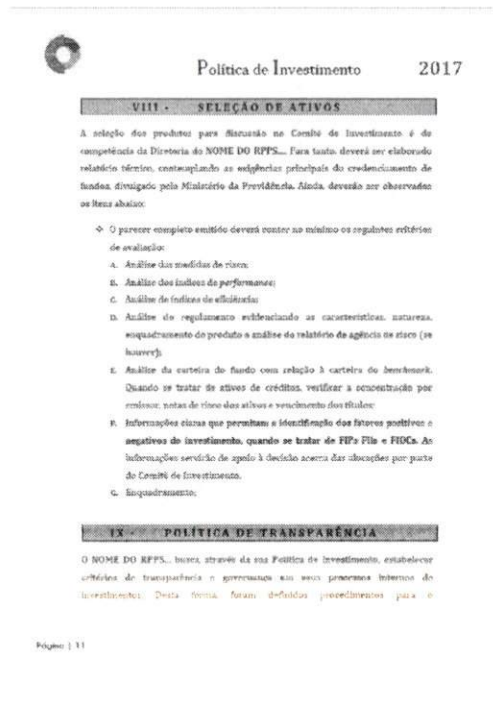 Política de Investimento 2017
VIII - SELEÇÃO DE ATIVOS
A seleção dos produtos para discussão no Comitê de Investimento é de
competência da Diretoria do NOME DO RPPS.... Para tanto, deverá ser elaborado
relatório técnico, contemplando as exigências principais do credenciamento de
fundos, divulgado pelo Ministério da Previdência. Ainda, deverão ser observados
os itens abaixo:
❖ O parecer completo emitido deverá conter no mínimo os seguintes critérios
de avaliação:
A. Análise das medidas de risco;
B. Análise dos índices de performance;
C. Análise de índices de eficiência;
D. Análise do regulamento evidenciando as características, natureza,
enquadramento do produto e análise do relatório de agência de risco (se
houver);
E. Análise da carteira do fundo com relação à carteira do benchmark.
Quando se tratar de ativos de créditos, verificar a concentração por
emissor, notas de risco dos ativos e vencimento dos títulos;
F. Informações claras que permitam a identificação dos fatores positivos e
negativos do investimento, quando se tratar de FIPs FIIs e FIDCs. As
informações servirão de apoio à decisão acerca das alocações por parte
do Comitê de Investimento.
G. Enquadramento;
IX - POLÍTICA DE TRANSPARÊNCIA
O NOME DO RPPS... busca, através da sua Política de Investimento, estabelecer
critérios de transparência e governança em seus processos internos de
investimentos. Desta forma, foram definidos procedimentos para o
Página | 11